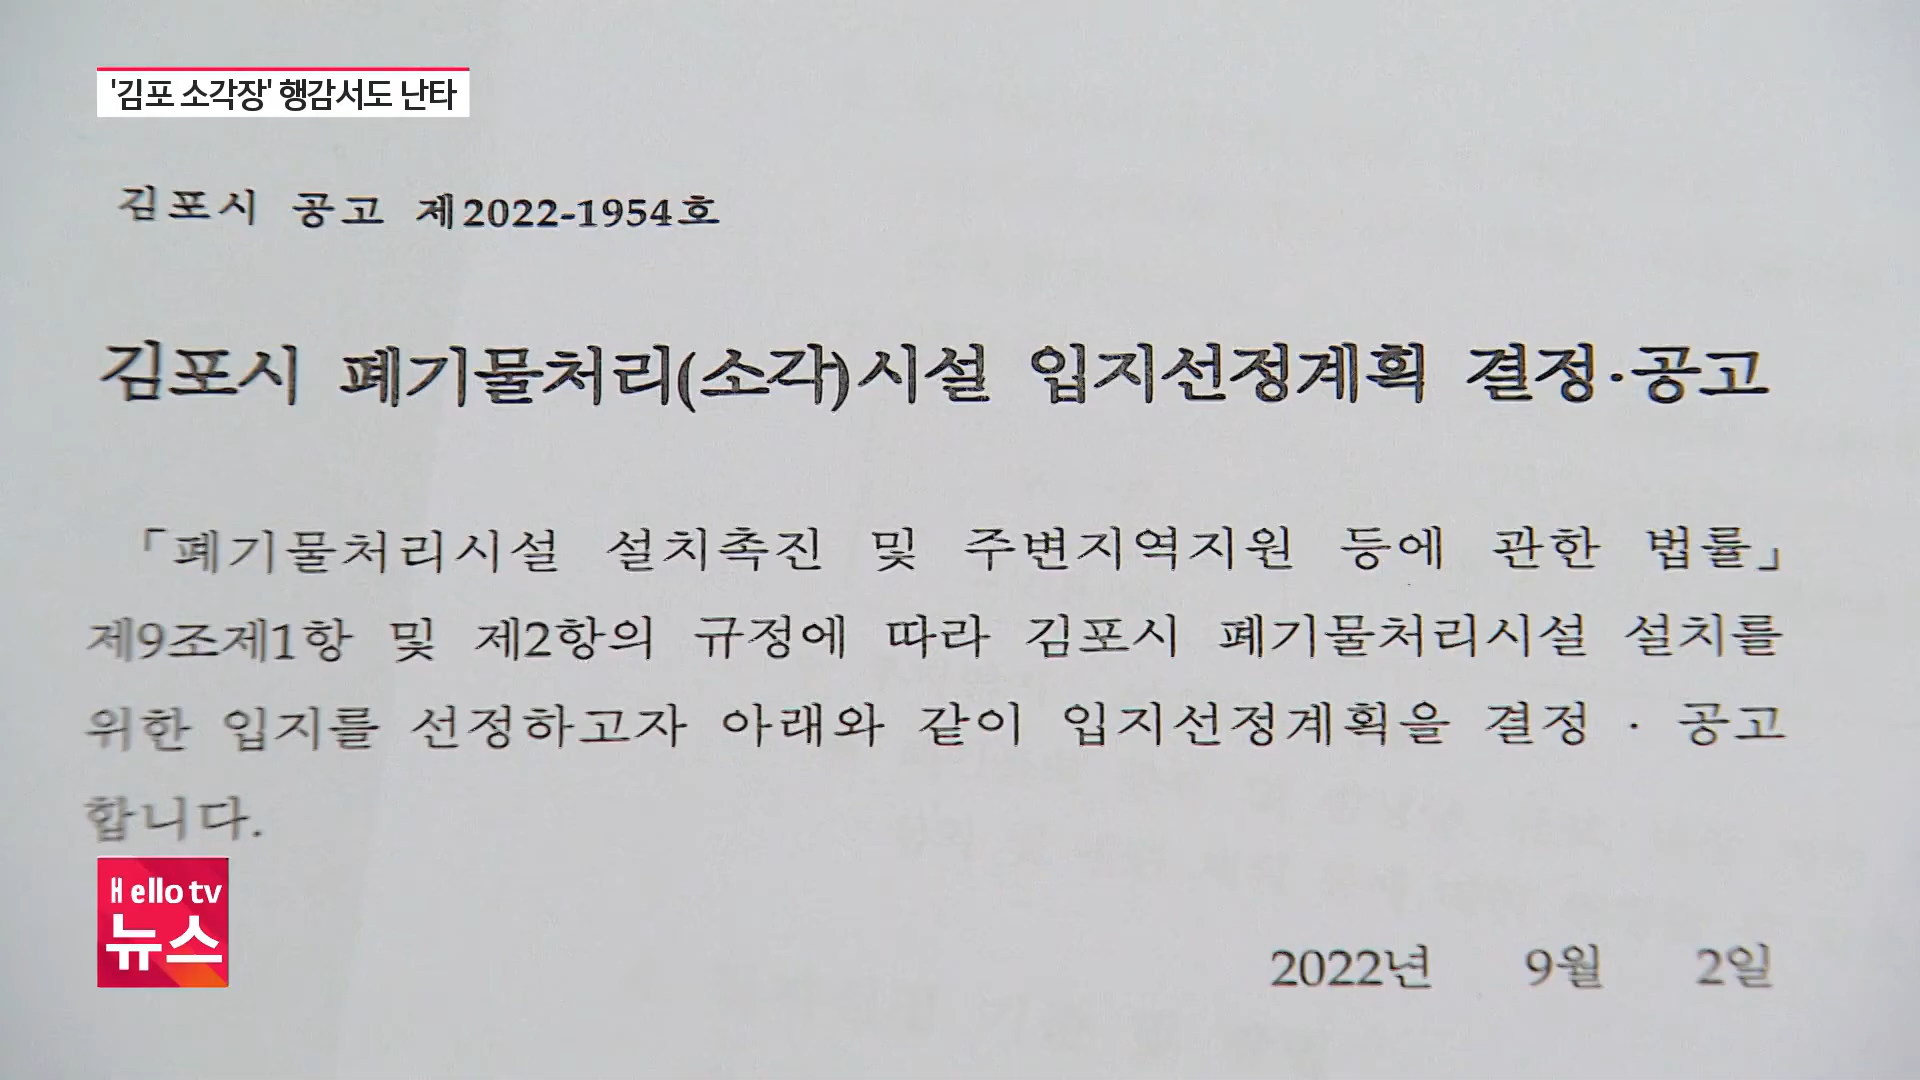 '김포 소각장' 행감서도 난타
김포시 공고 제2022-1954호
김포시 폐기물처리(소각)시설 입지선정계획 결정·공고
「폐기물처리시설 설치촉진 및 주변지역지원 등에 관한 법률」
제9조제1항 및 제2항의 규정에 따라 김포시 폐기물처리시설 설치를
위한 입지를 선정하고자 아래와 같이 입지선정계획을 결정 · 공고
합니다.
Hello tv
뉴스
2022년 9월 2일